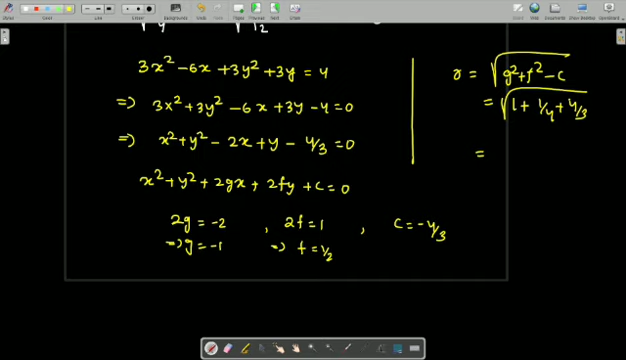 3x² - 6x + 3y² + 3y = 4
=> 3x² + 3y² - 6x + 3y - 4 = 0
=> x² + y² - 2x + y - 4/3 = 0
x² + y² + 2gx + 2fy + c = 0
2g = -2 , 2f = 1 , c = -4/3
=> g = -1 => f = 1/2
r = √(g² + f² - c)
= √(1 + 1/4 + 4/3)
=